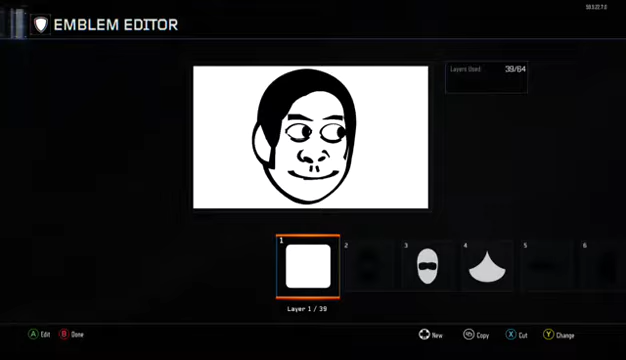 EMBLEM EDITOR
Layers Used 39/64
1
2
3
4
5
6
Layer 1 / 39
A Edit
B Done
New
Copy
X Cut
Y Change